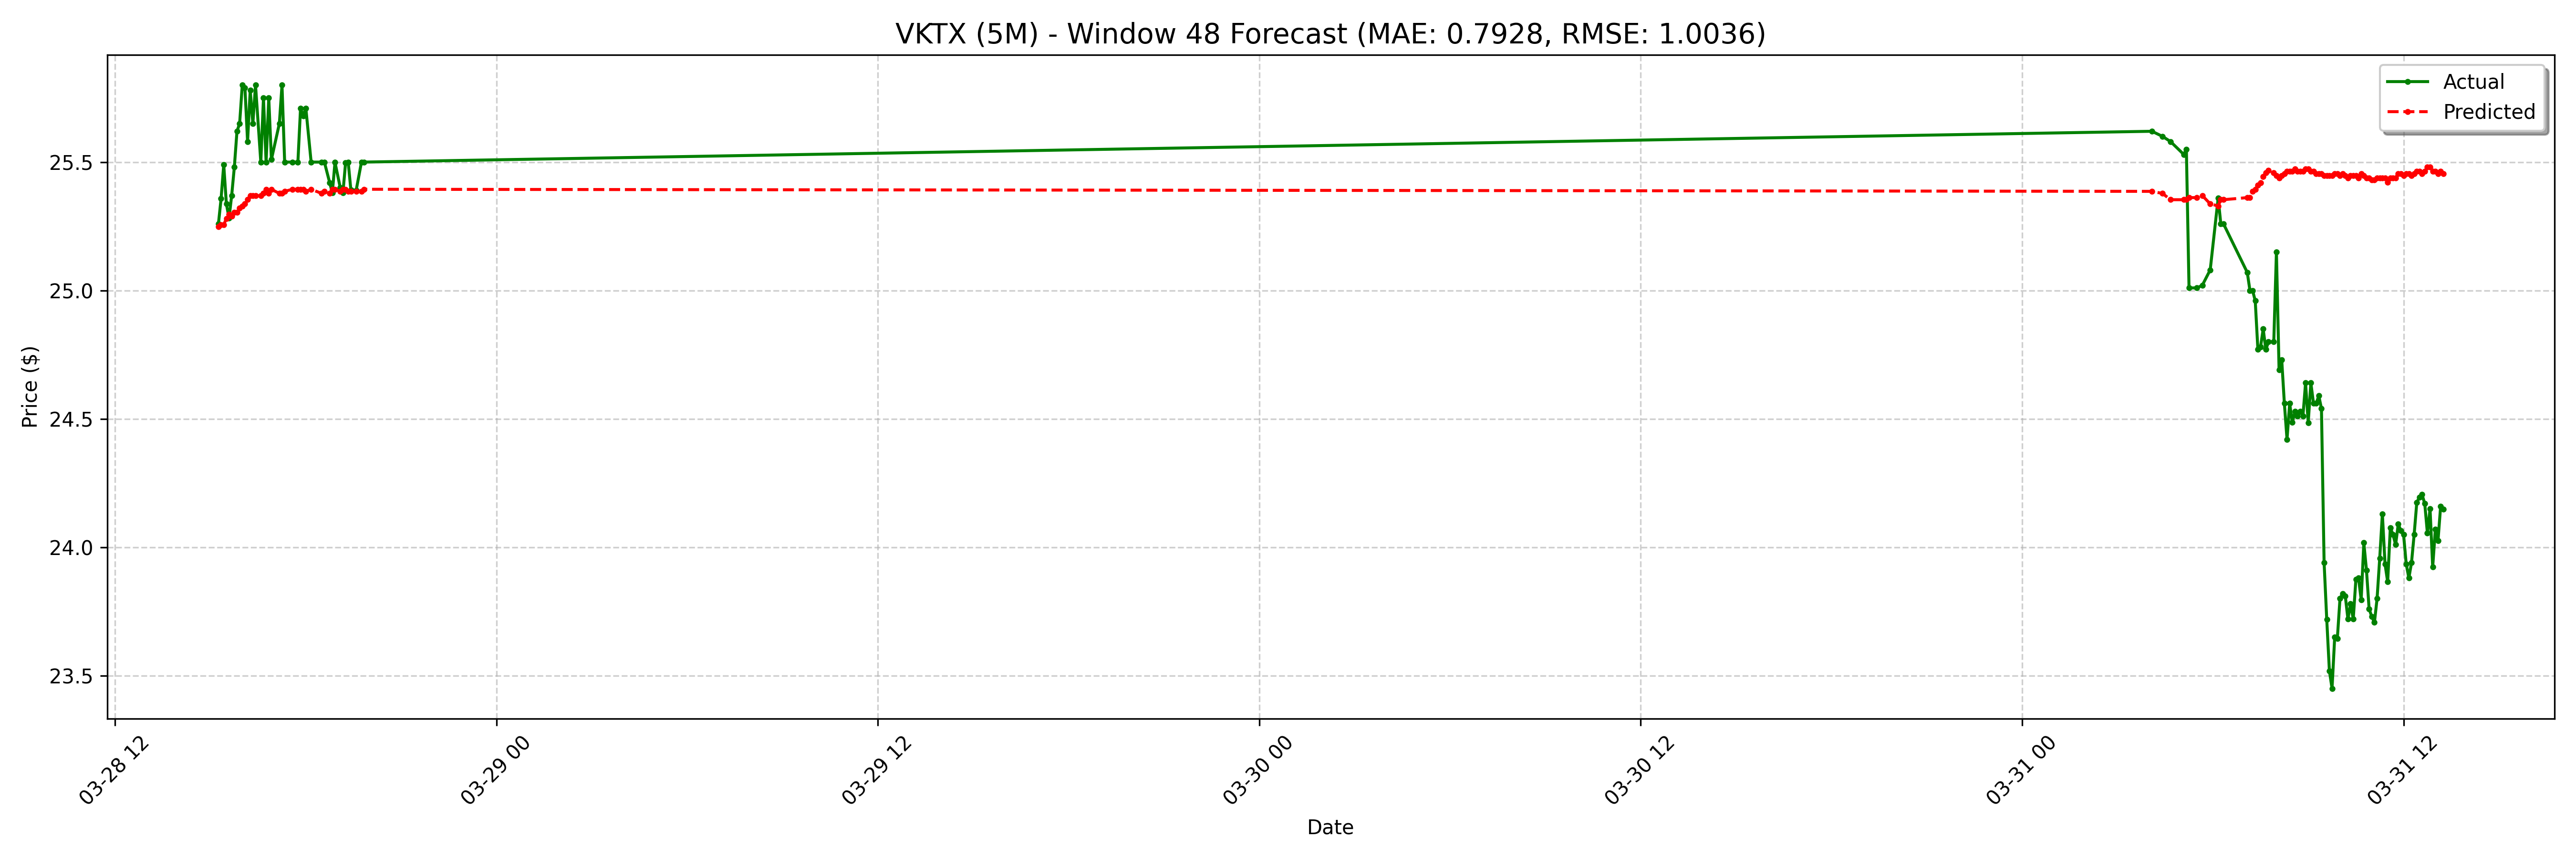 VKTX (5M) - Window 48 Forecast (MAE: 0.7928, RMSE: 1.0036)
Actual
Predicted
Price ($)
25.5
25.0
24.5
24.0
23.5
03-28 12
03-29 00
03-29 12
03-30 00
03-30 12
03-31 00
03-31 12
Date